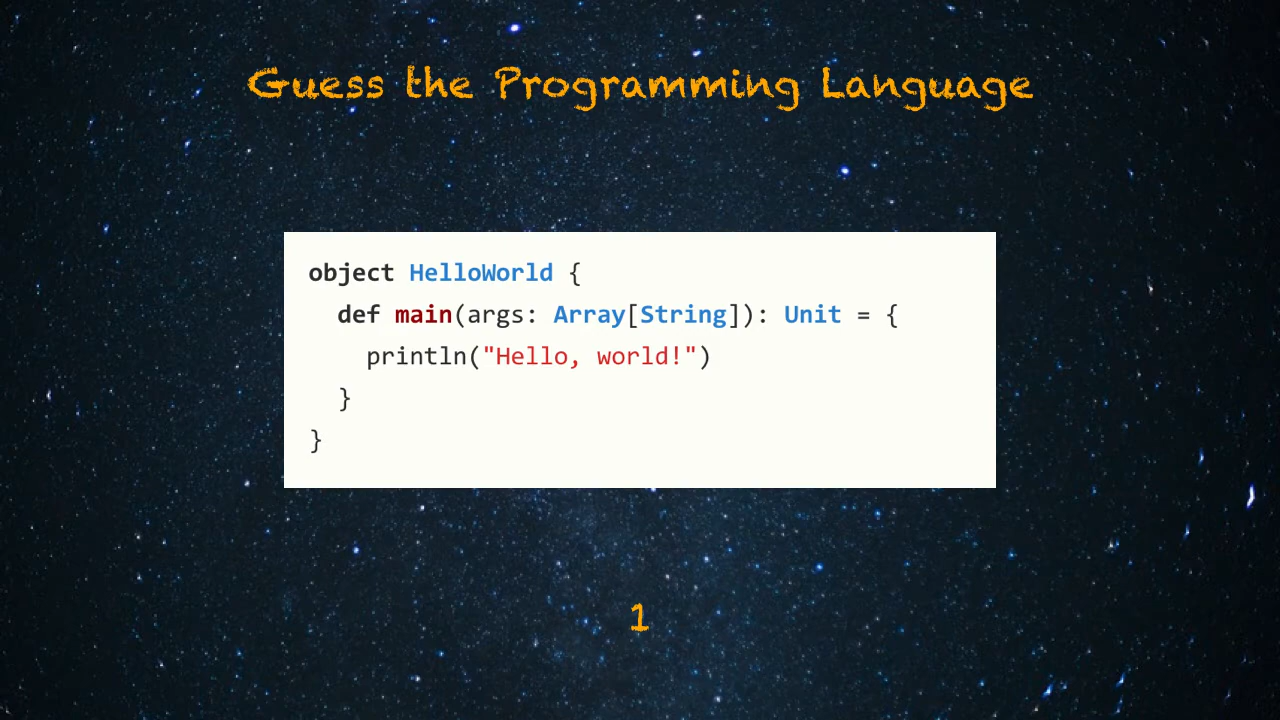 Guess the Programming Language
object HelloWorld {
  def main(args: Array[String]): Unit = {
    println("Hello, world!")
  }
}
1